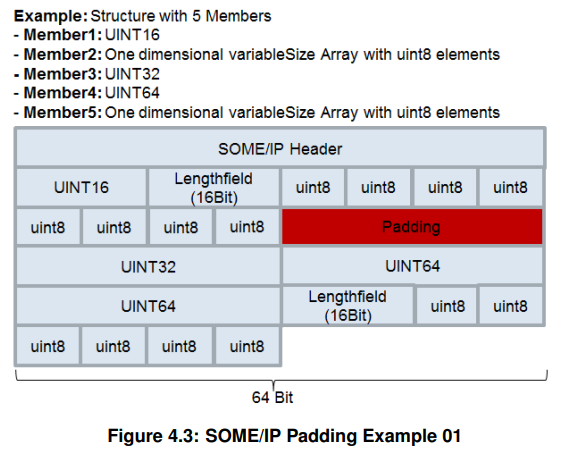 Example: Structure with 5 Members
- Member1: UINT16
- Member2: One dimensional variableSize Array with uint8 elements
- Member3: UINT32
- Member4: UINT64
- Member5: One dimensional variableSize Array with uint8 elements
SOME/IP Header
UINT16 Lengthfield (16Bit) uint8 uint8 uint8 uint8
uint8 uint8 uint8 uint8 Padding
UINT32 UINT64
UINT64 Lengthfield (16Bit) uint8 uint8
uint8 uint8 uint8 uint8
64 Bit
Figure 4.3: SOME/IP Padding Example 01